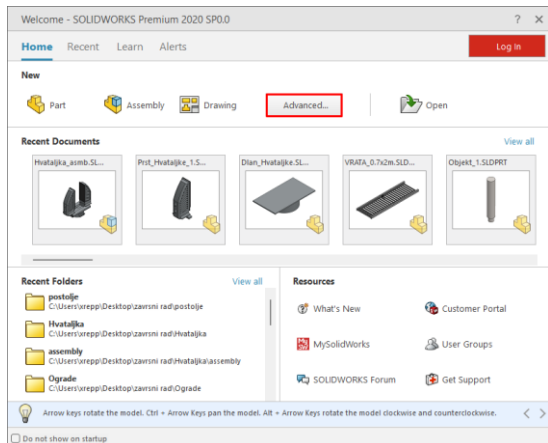 Welcome - SOLIDWORKS Premium 2020 SP0.0
? ×
Home Recent Learn Alerts
Log In
New
Part Assembly Drawing Advanced... Open
Recent Documents View all
Hvataljka_asmb.SL... Prst_Hvataljke_1.S... Dlan_Hvataljke.SL... VRATA_0.7x2m.SLD... Objekt_1.SLDPRT
Recent Folders View all
postolje
C:\Users\xrepp\Desktop\zavrsni rad\postolje
Hvataljka
C:\Users\xrepp\Desktop\zavrsni rad\Hvataljka
assembly
C:\Users\xrepp\Desktop\zavrsni rad\Hvataljka\assembly
Ograde
C:\Users\xrepp\Desktop\zavrsni rad\Ograde
Resources
What's New Customer Portal
MySolidWorks User Groups
SOLIDWORKS Forum Get Support
Arrow keys rotate the model. Ctrl + Arrow Keys pan the model. Alt + Arrow Keys rotate the model clockwise and counterclockwise.
Do not show on startup